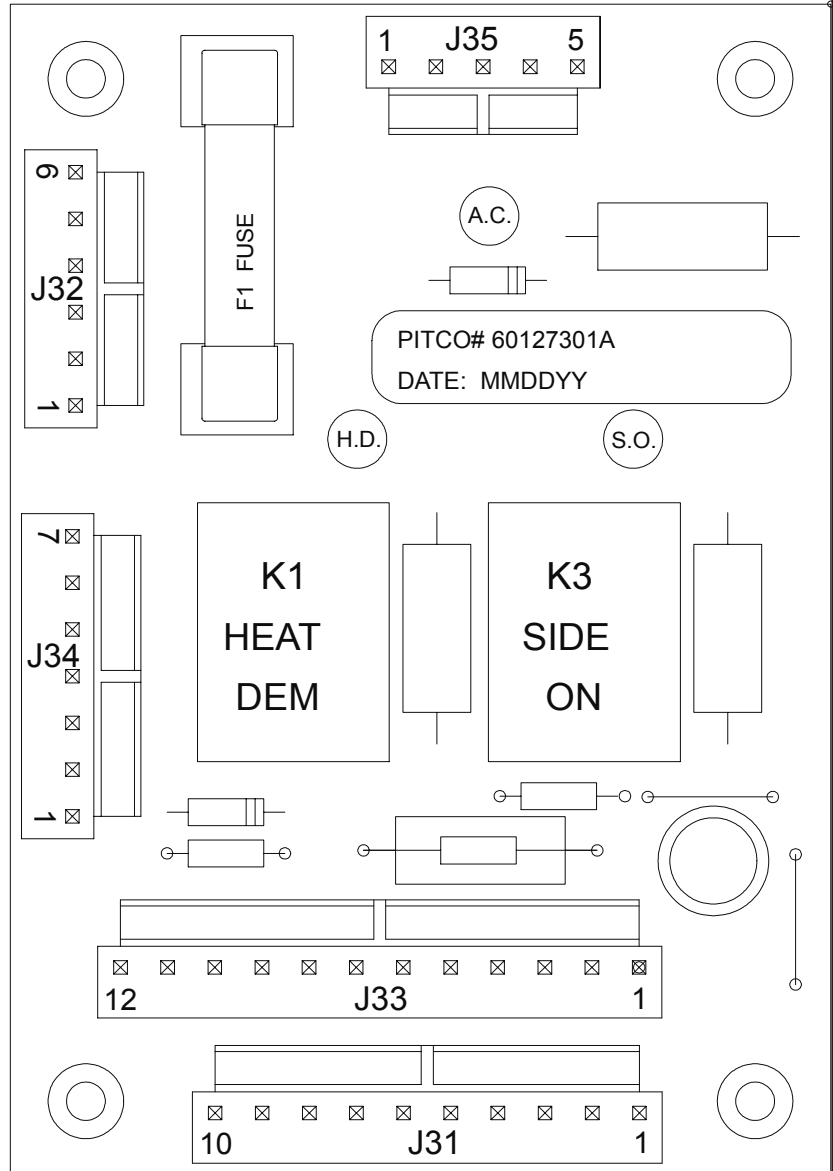 1 J35 5
6
J32
1
F1 FUSE
A.C.
PITCO# 60127301A
DATE: MMDDYY
H.D.
S.O.
7
J34
1
K1
HEAT
DEM
K3
SIDE
ON
12 J33 1
10 J31 1